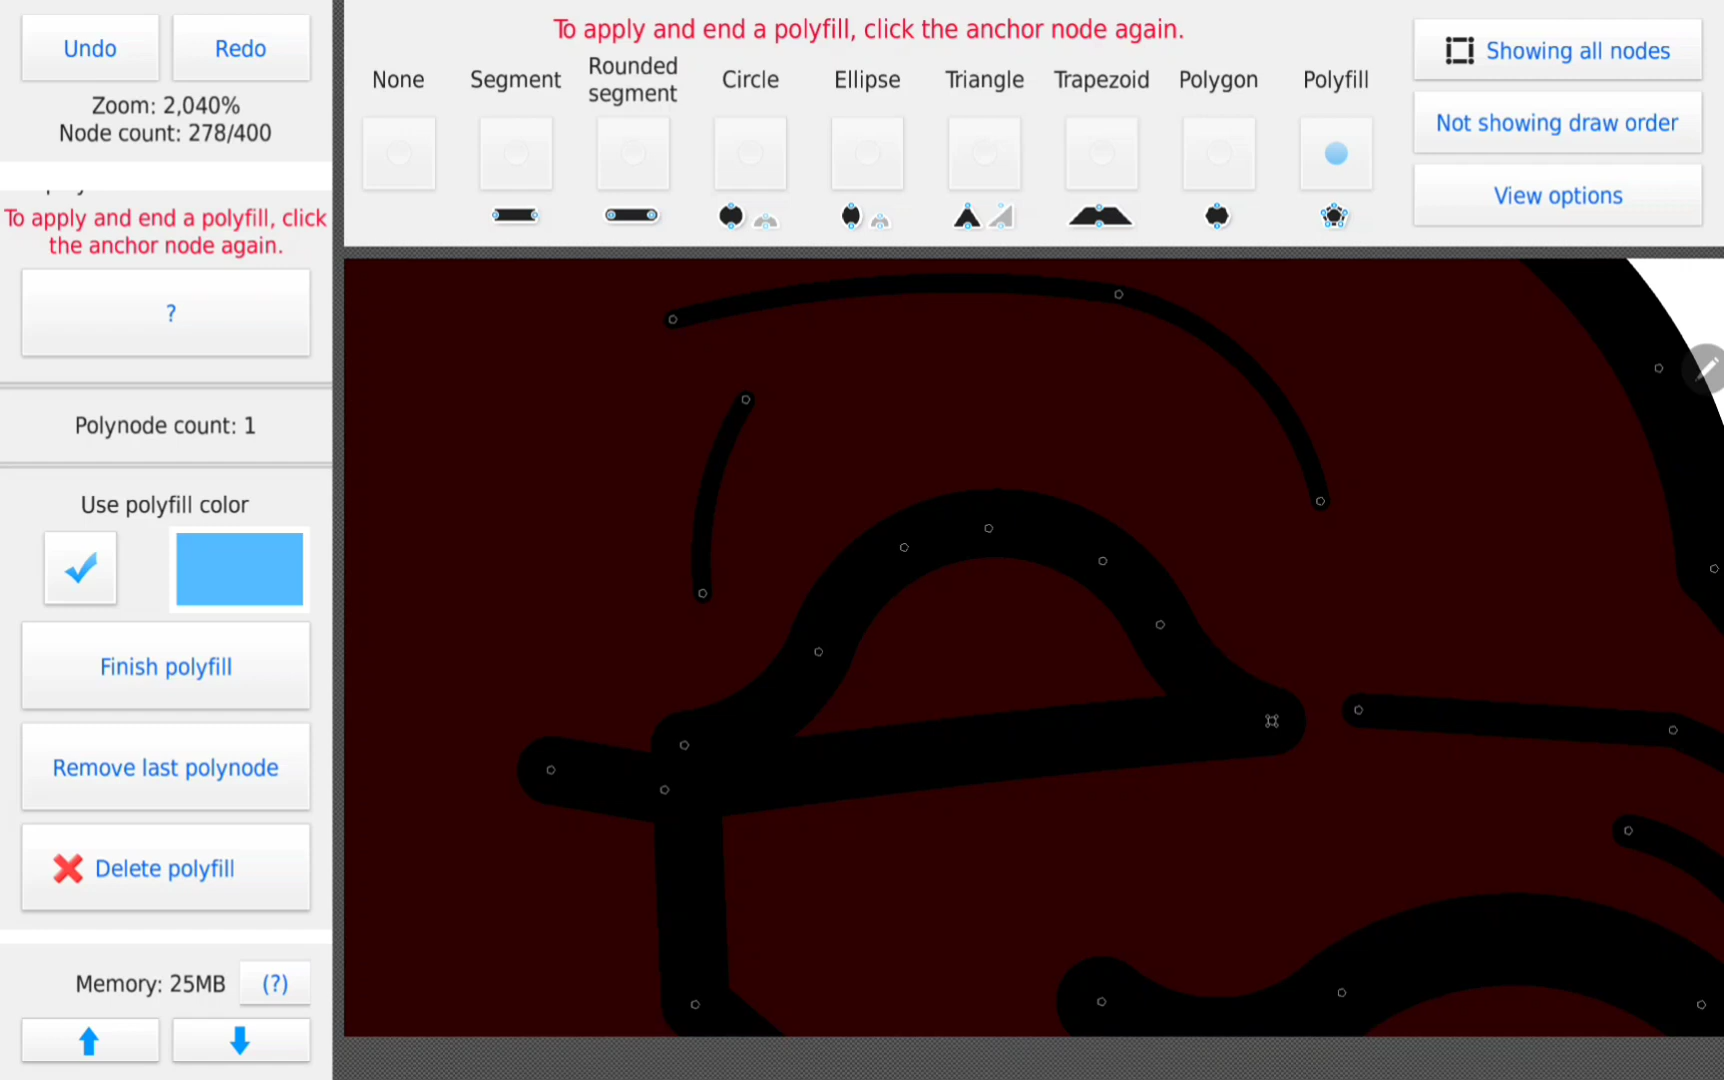 Undo
Redo
Zoom: 2,040%
Node count: 278/400
To apply and end a polyfill, click
the anchor node again.
?
Polynode count: 1
Use polyfill color
Finish polyfill
Remove last polynode
Delete polyfill
Memory: 25MB
(?)
To apply and end a polyfill, click the anchor node again.
None
Segment
Rounded
segment
Circle
Ellipse
Triangle
Trapezoid
Polygon
Polyfill
Showing all nodes
Not showing draw order
View options